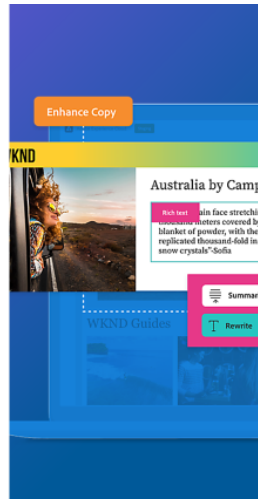 Enhance Copy
WKND
Australia by Camp
Rich text
ain face stretchi
thousand meters covered b
blanket of powder, with the
replicated thousand-fold in
snow crystals"-Sofia
Summar
Rewrite
WKND Guides